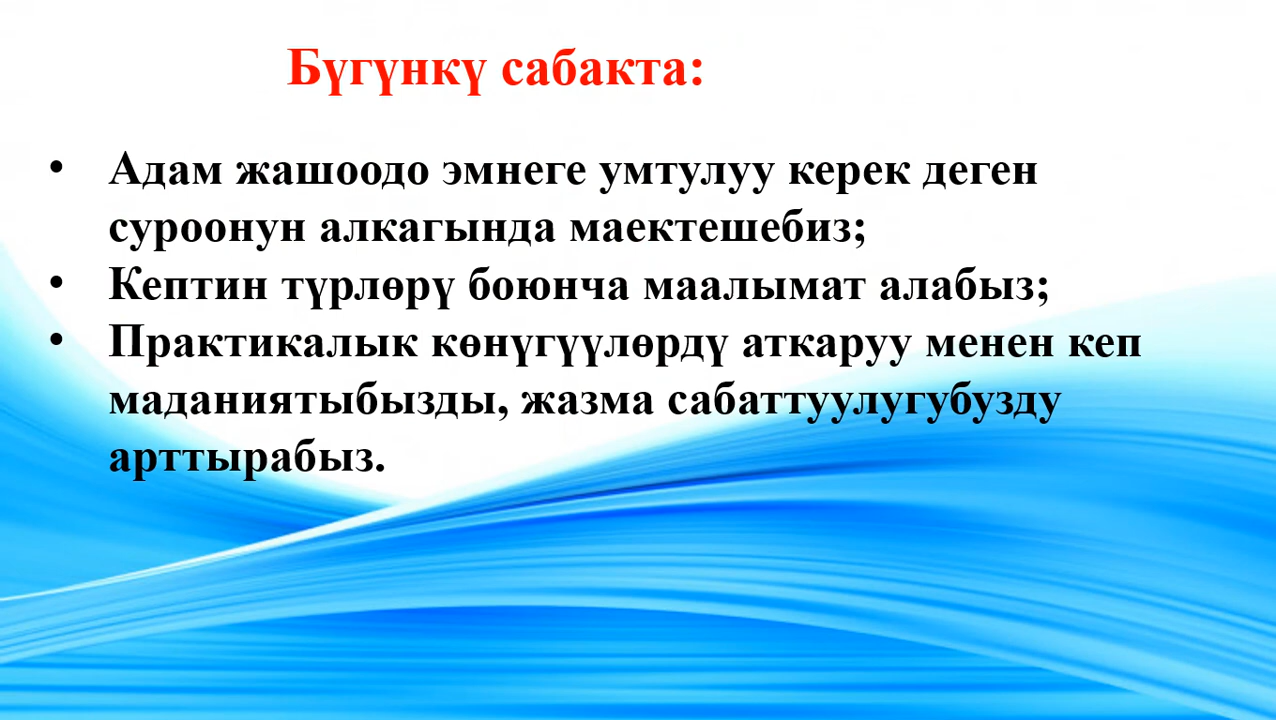 Бүгүнкү сабакта:
• Адам жашоодо эмнеге умтулуу керек деген
суроонун алкагында маектешебиз;
• Кептин түрлөрү боюнча маалымат алабыз;
• Практикалык көнүгүүлөрдү аткаруу менен кеп
маданиятыбызды, жазма сабаттуулугубузду
арттырабыз.